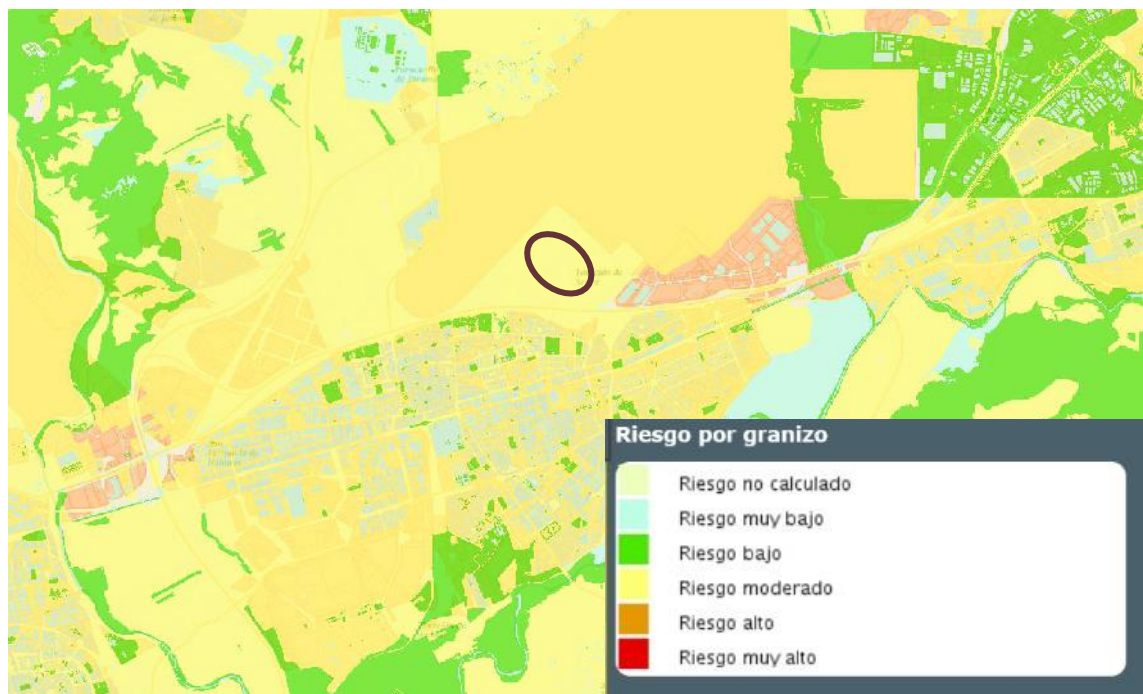 Riesgo por granizo
Riesgo no calculado
Riesgo muy bajo
Riesgo bajo
Riesgo moderado
Riesgo alto
Riesgo muy alto